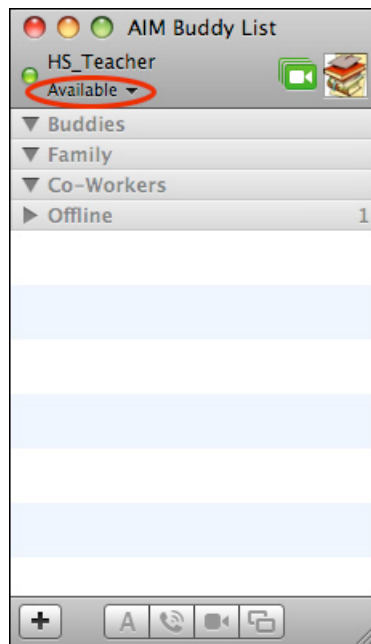 AIM Buddy List
HS_Teacher
Available
Buddies
Family
Co-Workers
Offline 1
A